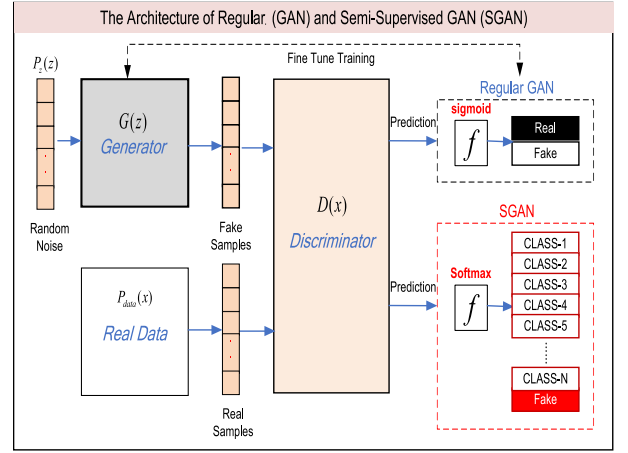 The Architecture of Regular. (GAN) and Semi-Supervised GAN (SGAN)
Fine Tune Training
P_z(z)
Regular GAN
G(z)
Generator
Prediction
sigmoid
f
Real
Fake
Random
Noise
Fake
Samples
D(x)
Discriminator
SGAN
P_data(x)
Real Data
Prediction
Softmax
f
CLASS-1
CLASS-2
CLASS-3
CLASS-4
CLASS-5
CLASS-N
Fake
Real
Samples